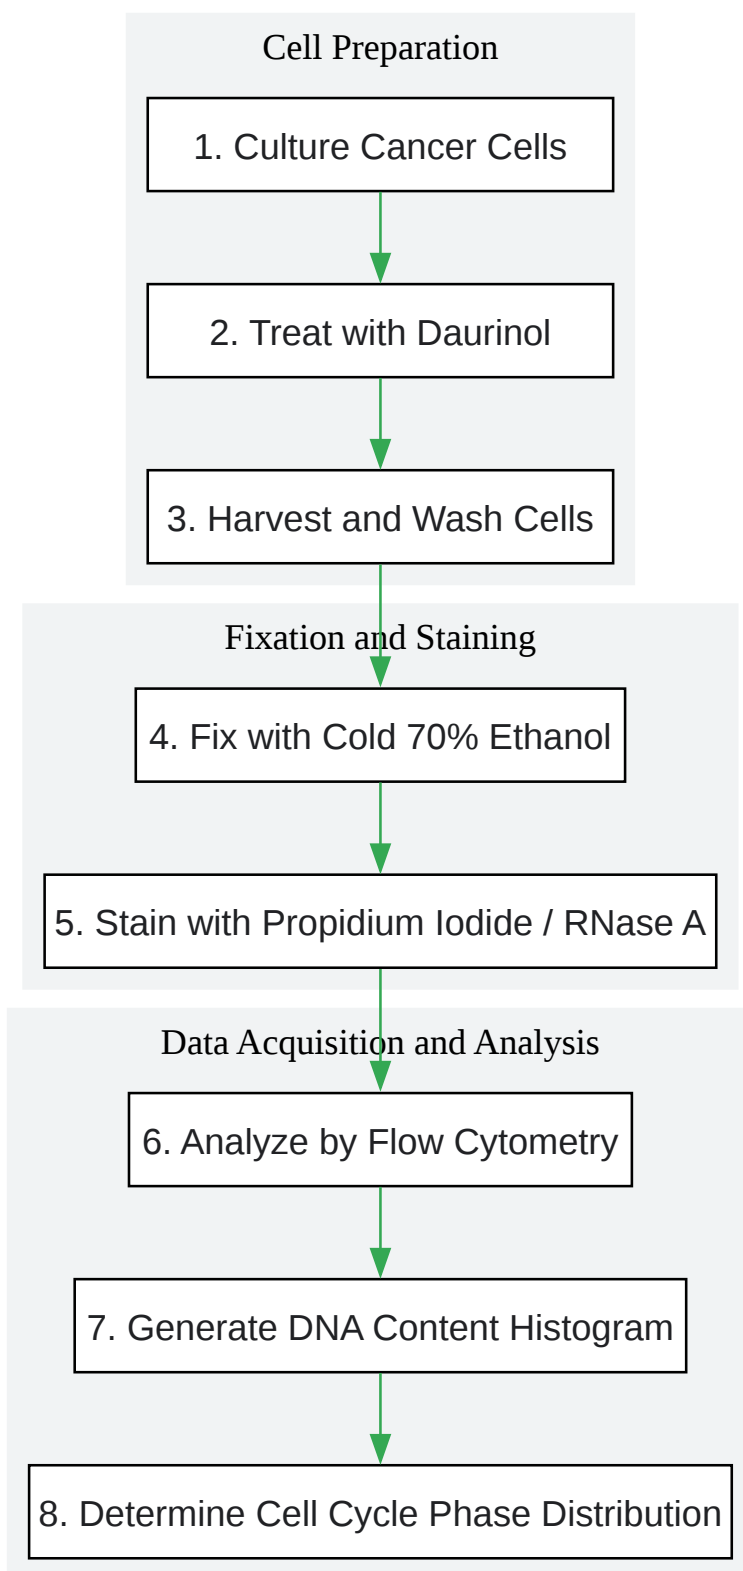 Cell Preparation
1. Culture Cancer Cells
2. Treat with Daurinol
3. Harvest and Wash Cells
Fixation and Staining
4. Fix with Cold 70% Ethanol
5. Stain with Propidium Iodide / RNase A
Data Acquisition and Analysis
6. Analyze by Flow Cytometry
7. Generate DNA Content Histogram
8. Determine Cell Cycle Phase Distribution